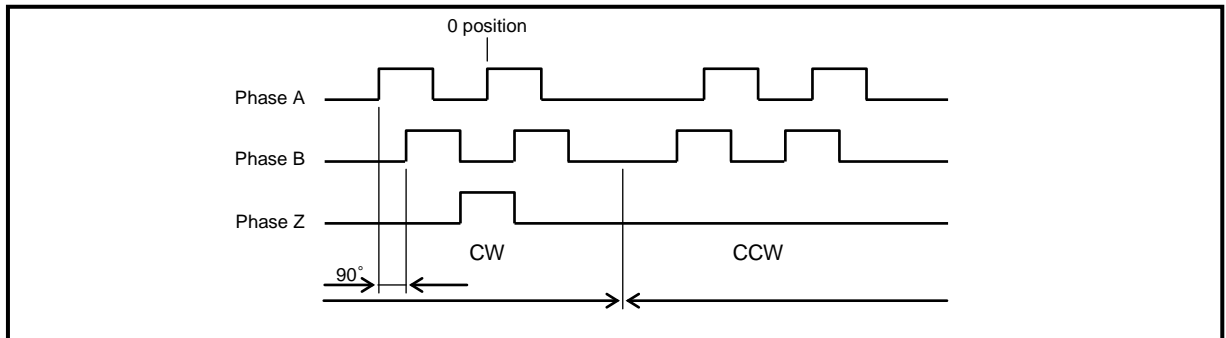 0 position
Phase A
Phase B
Phase Z
CW
CCW
90°